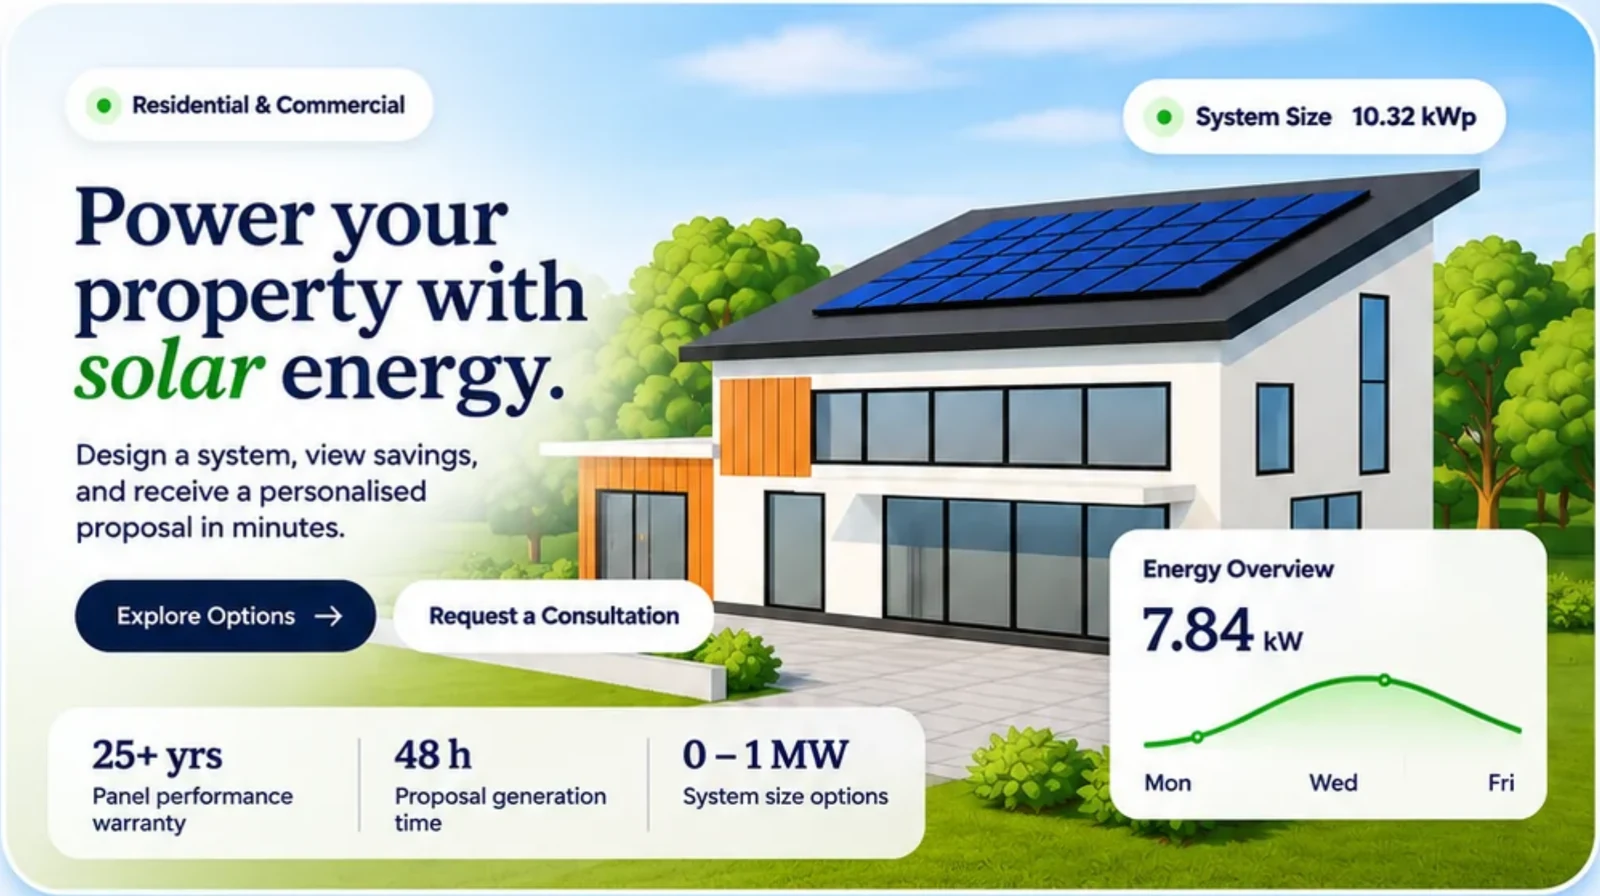 Residential & Commercial
System Size 10.32 kWp
Power your
property with
solar energy.
Design a system, view savings,
and receive a personalised
proposal in minutes.
Explore Options →
Request a Consultation
25+ yrs
Panel performance
warranty
48 h
Proposal generation
time
0 – 1 MW
System size options
Energy Overview
7.84 kW
Mon Wed Fri